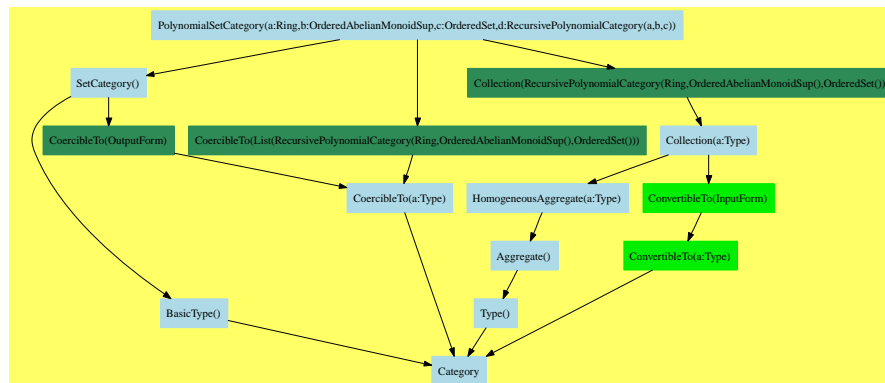 PolynomialSetCategory(a:Ring,b:OrderedAbelianMonoidSup,c:OrderedSet,d:RecursivePolynomialCategory(a,b,c))
SetCategory()
Collection(RecursivePolynomialCategory(Ring,OrderedAbelianMonoidSup(),OrderedSet()))
CoercibleTo(OutputForm)
CoercibleTo(List(RecursivePolynomialCategory(Ring,OrderedAbelianMonoidSup(),OrderedSet())))
Collection(a:Type)
CoercibleTo(a:Type)
HomogeneousAggregate(a:Type)
ConvertibleTo(InputForm)
Aggregate()
ConvertibleTo(a:Type)
BasicType()
Type()
Category